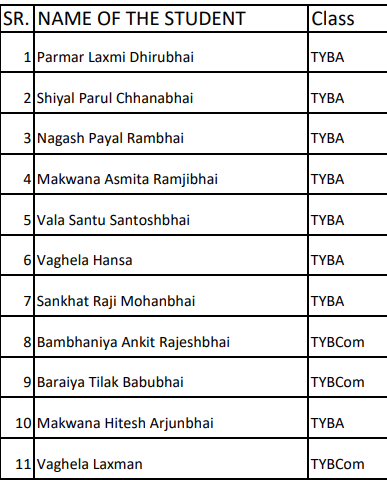 SR. NAME OF THE STUDENT Class
1 Parmar Laxmi Dhirubhai TYBA
2 Shiyal Parul Chhanabhai TYBA
3 Nagash Payal Rambhai TYBA
4 Makwana Asmita Ramjibhai TYBA
5 Vala Santu Santoshbhai TYBA
6 Vaghela Hansa TYBA
7 Sankhat Raji Mohanbhai TYBA
8 Bambhaniya Ankit Rajeshbhai TYBCom
9 Baraiya Tilak Babubhai TYBCom
10 Makwana Hitesh Arjunbhai TYBA
11 Vaghela Laxman TYBCom